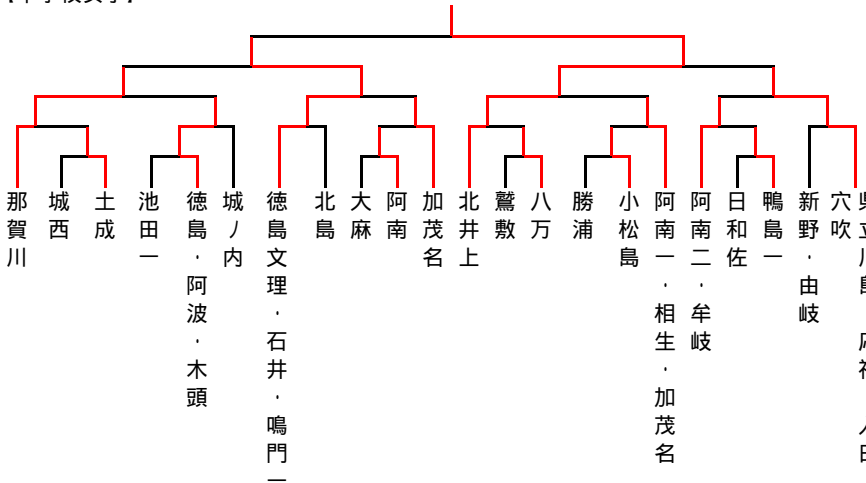 那賀川
城西
土成
池田一
徳島・阿波・木頭
城ノ内
徳島文理・石井・鳴門一
北島
大麻
阿南
加茂名
北井上
鷲敷
八万
勝浦
小松島
阿南一・相生・加茂名
阿南二・牟岐
日和佐
鴨島一
新野・由岐
穴吹